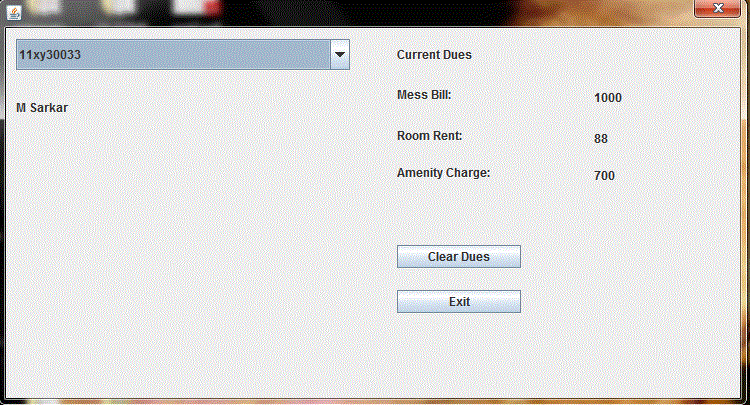 11xy30033
M Sarkar
Current Dues
Mess Bill: 1000
Room Rent: 88
Amenity Charge: 700
Clear Dues
Exit